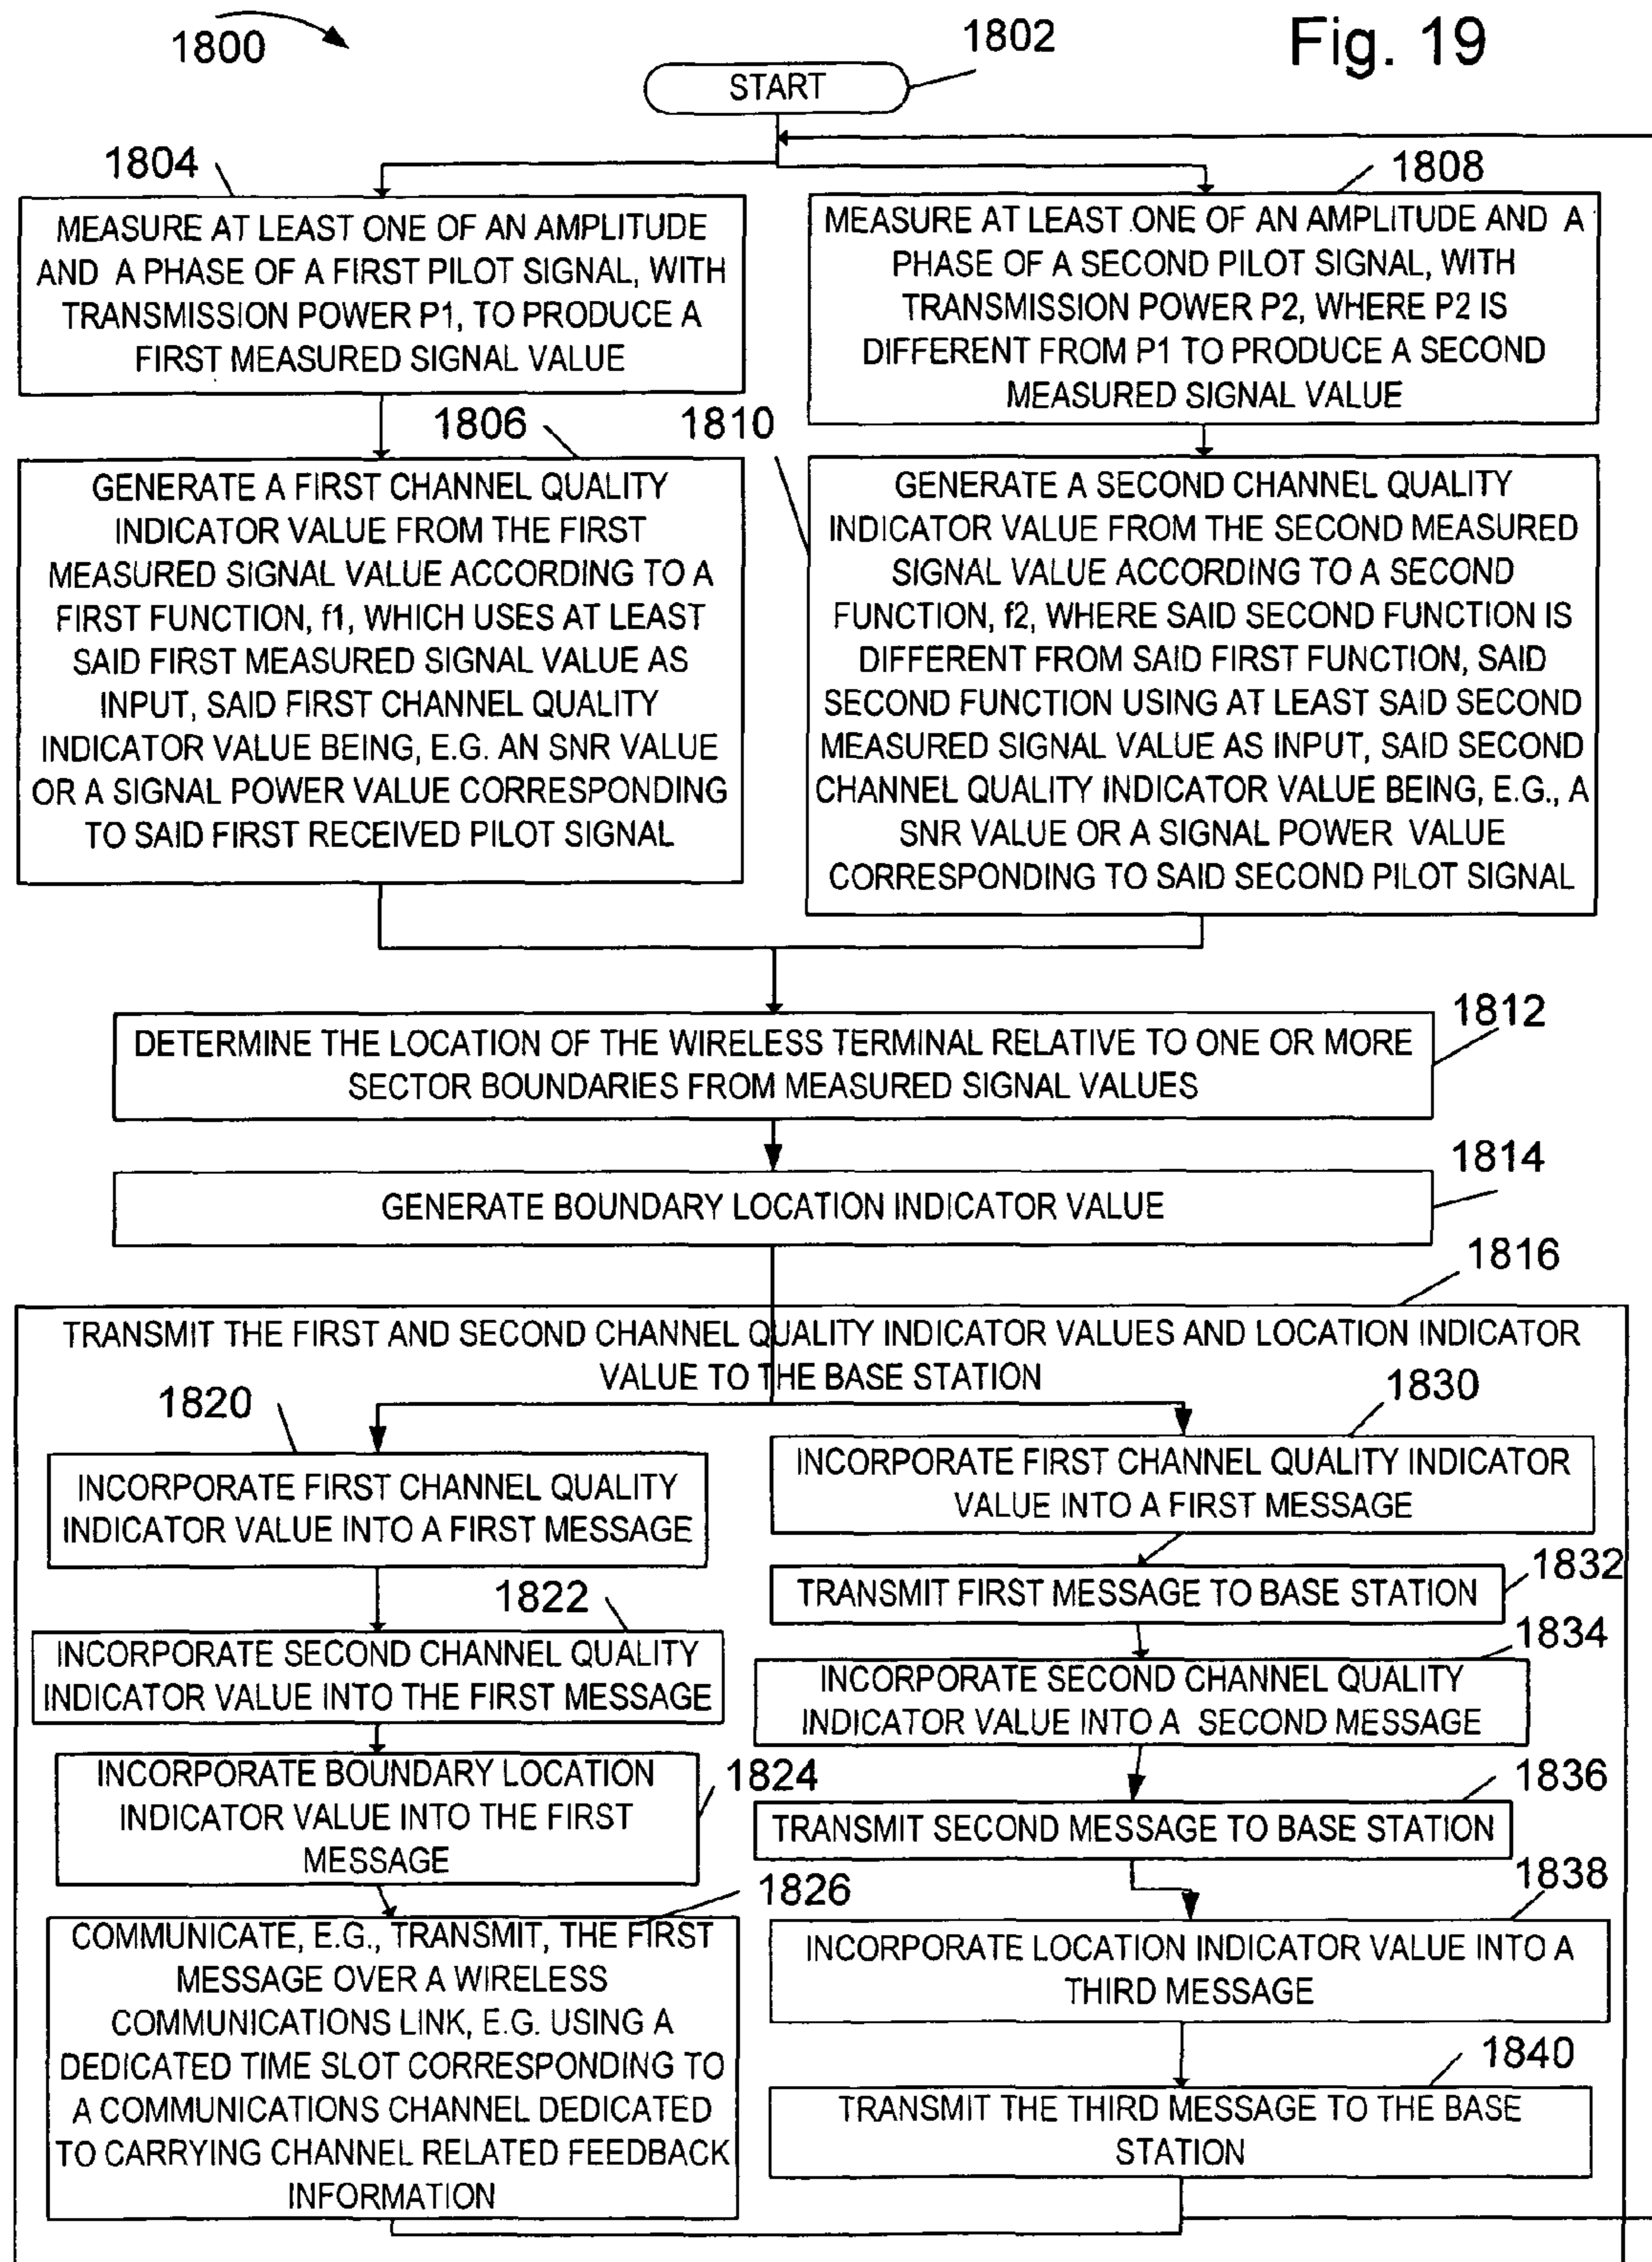 1800
1802
Fig. 19
START
1804
1808
MEASURE AT LEAST ONE OF AN AMPLITUDE
AND A PHASE OF A FIRST PILOT SIGNAL, WITH
TRANSMISSION POWER P1, TO PRODUCE A
FIRST MEASURED SIGNAL VALUE
MEASURE AT LEAST ONE OF AN AMPLITUDE AND A
PHASE OF A SECOND PILOT SIGNAL, WITH
TRANSMISSION POWER P2, WHERE P2 IS
DIFFERENT FROM P1 TO PRODUCE A SECOND
MEASURED SIGNAL VALUE
1806
1810
GENERATE A FIRST CHANNEL QUALITY
INDICATOR VALUE FROM THE FIRST
MEASURED SIGNAL VALUE ACCORDING TO A
FIRST FUNCTION, f1, WHICH USES AT LEAST
SAID FIRST MEASURED SIGNAL VALUE AS
INPUT, SAID FIRST CHANNEL QUALITY
INDICATOR VALUE BEING, E.G. AN SNR VALUE
OR A SIGNAL POWER VALUE CORRESPONDING
TO SAID FIRST RECEIVED PILOT SIGNAL
GENERATE A SECOND CHANNEL QUALITY
INDICATOR VALUE FROM THE SECOND MEASURED
SIGNAL VALUE ACCORDING TO A SECOND
FUNCTION, f2, WHERE SAID SECOND FUNCTION IS
DIFFERENT FROM SAID FIRST FUNCTION, SAID
SECOND FUNCTION USING AT LEAST SAID SECOND
MEASURED SIGNAL VALUE AS INPUT, SAID SECOND
CHANNEL QUALITY INDICATOR VALUE BEING, E.G., A
SNR VALUE OR A SIGNAL POWER VALUE
CORRESPONDING TO SAID SECOND PILOT SIGNAL
1812
DETERMINE THE LOCATION OF THE WIRELESS TERMINAL RELATIVE TO ONE OR MORE
SECTOR BOUNDARIES FROM MEASURED SIGNAL VALUES
1814
GENERATE BOUNDARY LOCATION INDICATOR VALUE
1816
TRANSMIT THE FIRST AND SECOND CHANNEL QUALITY INDICATOR VALUES AND LOCATION INDICATOR
VALUE TO THE BASE STATION
1820
INCORPORATE FIRST CHANNEL QUALITY
INDICATOR VALUE INTO A FIRST MESSAGE
1822
INCORPORATE SECOND CHANNEL QUALITY
INDICATOR VALUE INTO THE FIRST MESSAGE
INCORPORATE BOUNDARY LOCATION
INDICATOR VALUE INTO THE FIRST
MESSAGE
1824
1826
COMMUNICATE, E.G., TRANSMIT, THE FIRST
MESSAGE OVER A WIRELESS
COMMUNICATIONS LINK, E.G. USING A
DEDICATED TIME SLOT CORRESPONDING TO
A COMMUNICATIONS CHANNEL DEDICATED
TO CARRYING CHANNEL RELATED FEEDBACK
INFORMATION
1830
INCORPORATE FIRST CHANNEL QUALITY INDICATOR
VALUE INTO A FIRST MESSAGE
1832
TRANSMIT FIRST MESSAGE TO BASE STATION
1834
INCORPORATE SECOND CHANNEL QUALITY
INDICATOR VALUE INTO A SECOND MESSAGE
1836
TRANSMIT SECOND MESSAGE TO BASE STATION
1838
INCORPORATE LOCATION INDICATOR VALUE INTO A
THIRD MESSAGE
1840
TRANSMIT THE THIRD MESSAGE TO THE BASE
STATION